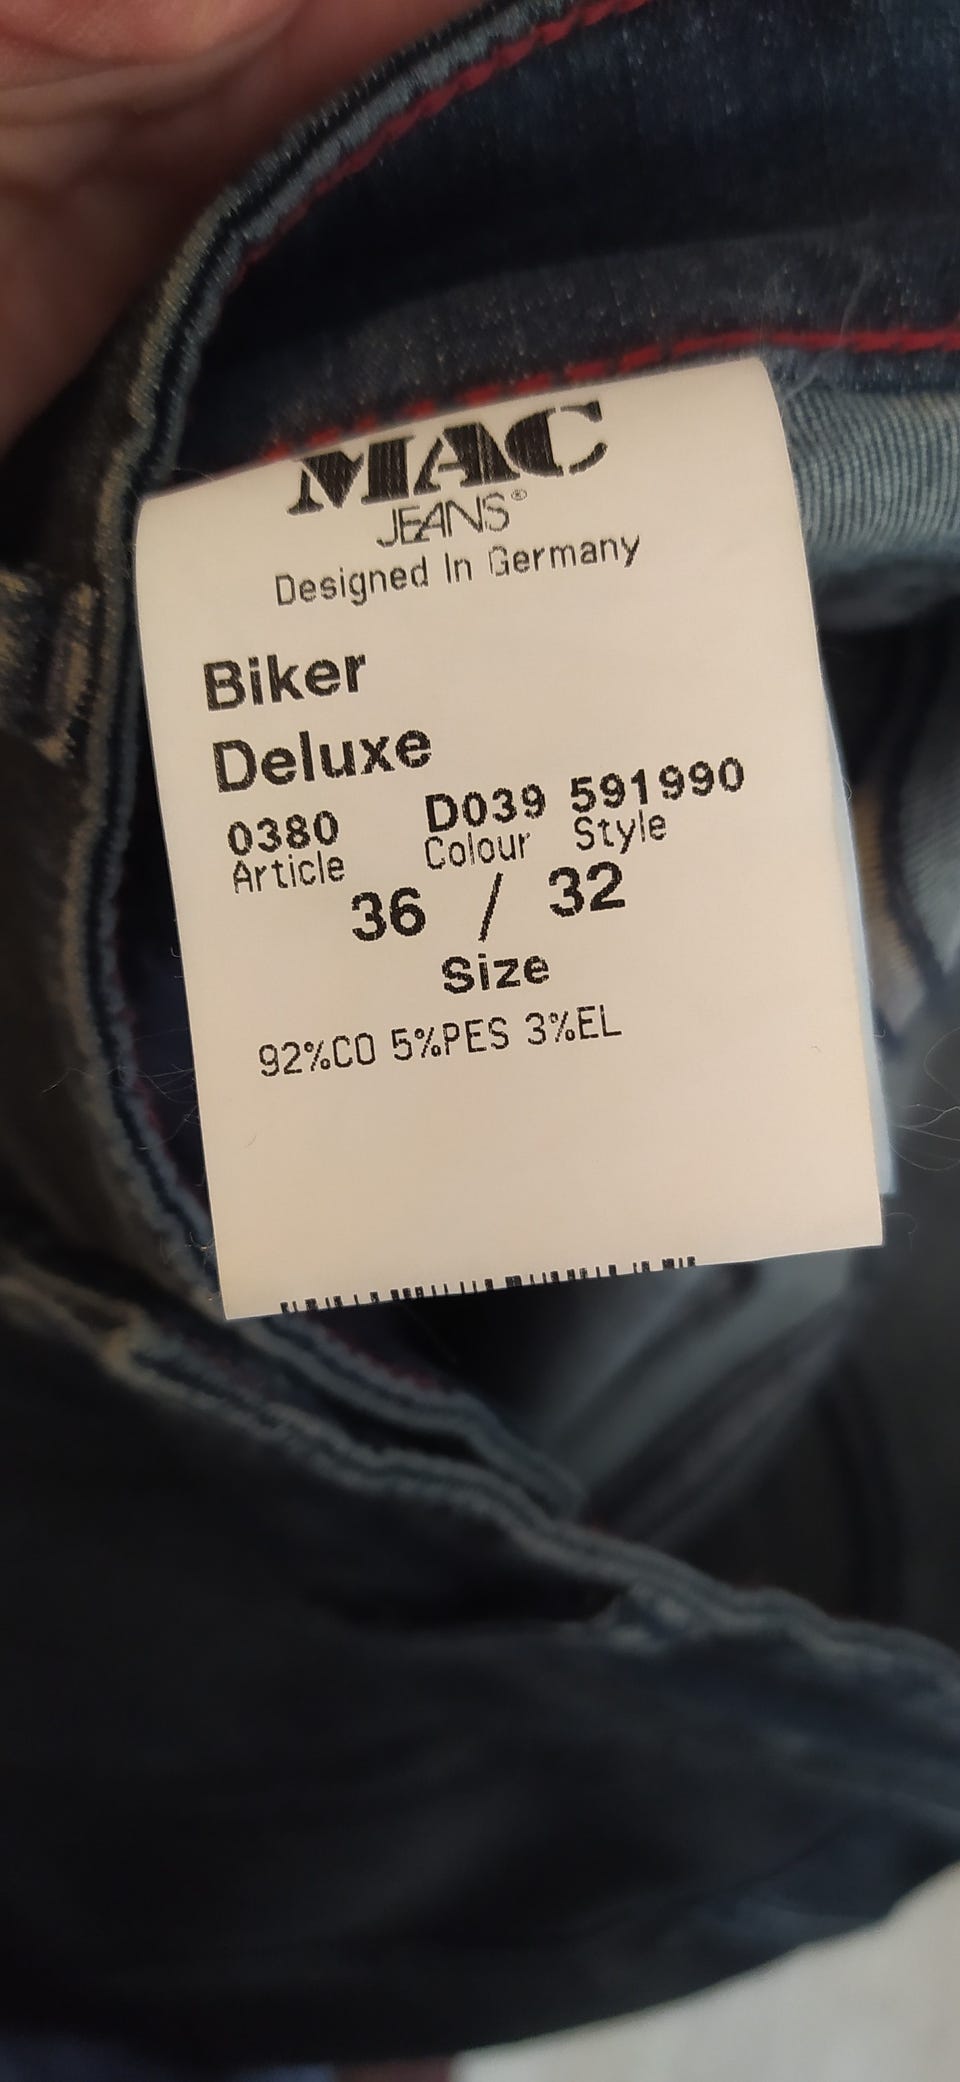 MAC
JEANS®
Designed In Germany
Biker
Deluxe
0380 D039 591990
Article Colour Style
36 / 32
Size
92%CO 5%PES 3%EL